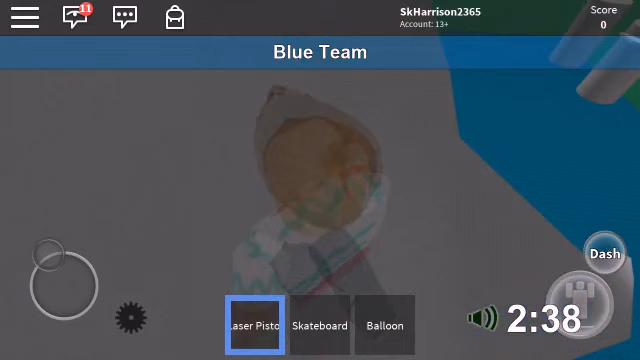 11
SkHarrison2365
Account: 13+
Score
0
Blue Team
Dash
aser Pisto
Skateboard
Balloon
2:38